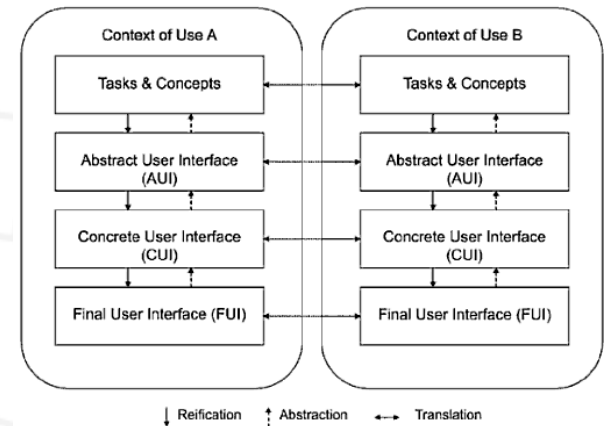 Context of Use A
Tasks & Concepts
Abstract User Interface
(AUI)
Concrete User Interface
(CUI)
Final User Interface (FUI)
Context of Use B
Tasks & Concepts
Abstract User Interface
(AUI)
Concrete User Interface
(CUI)
Final User Interface (FUI)
Reification Abstraction Translation